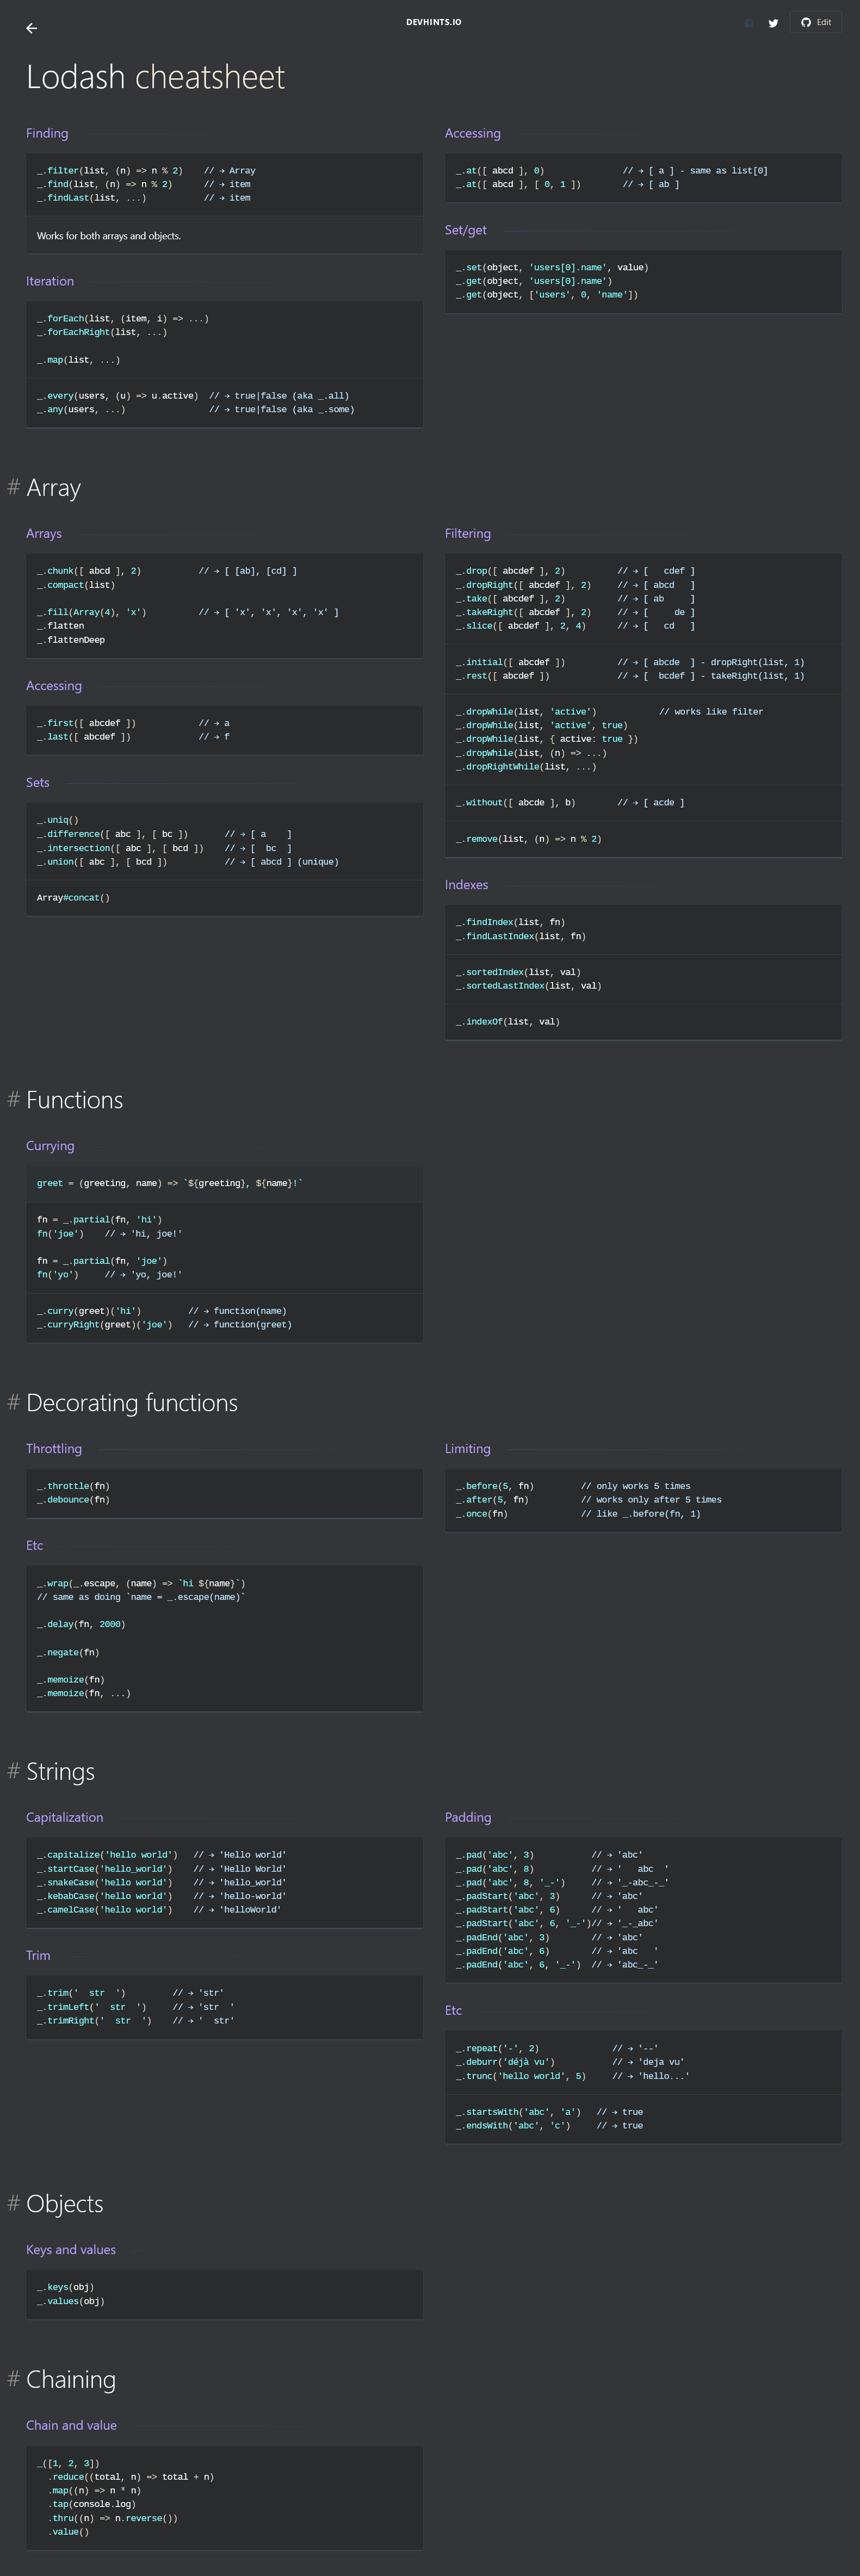 DEVHINTS.IO
Edit
Lodash cheatsheet
Finding
_.filter(list, (n) => n % 2)    // → Array
_.find(list, (n) => n % 2)      // → item
_.findLast(list, ...)           // → item
Works for both arrays and objects.
Iteration
_.forEach(list, (item, i) => ...)
_.forEachRight(list, ...)
_.map(list, ...)
_.every(users, (u) => u.active)  // → true|false (aka _.all)
_.any(users, ...)                // → true|false (aka _.some)
Accessing
_.at([ abcd ], 0)               // → [ a ] - same as list[0]
_.at([ abcd ], [ 0, 1 ])        // → [ ab ]
Set/get
_.set(object, 'users[0].name', value)
_.get(object, 'users[0].name')
_.get(object, ['users', 0, 'name'])
# Array
Arrays
_.chunk([ abcd ], 2)           // → [ [ab], [cd] ]
_.compact(list)
_.fill(Array(4), 'x')          // → [ 'x', 'x', 'x', 'x' ]
_.flatten
_.flattenDeep
Accessing
_.first([ abcdef ])            // → a
_.last([ abcdef ])             // → f
Sets
_.uniq()
_.difference([ abc ], [ bc ])       // → [ a    ]
_.intersection([ abc ], [ bcd ])    // → [  bc  ]
_.union([ abc ], [ bcd ])           // → [ abcd ] (unique)
Array#concat()
Filtering
_.drop([ abcdef ], 2)          // → [   cdef ]
_.dropRight([ abcdef ], 2)     // → [ abcd   ]
_.take([ abcdef ], 2)          // → [ ab     ]
_.takeRight([ abcdef ], 2)     // → [     de ]
_.slice([ abcdef ], 2, 4)      // → [   cd   ]
_.initial([ abcdef ])          // → [ abcde  ] - dropRight(list, 1)
_.rest([ abcdef ])             // → [  bcdef ] - takeRight(list, 1)
_.dropWhile(list, 'active')            // works like filter
_.dropWhile(list, 'active', true)
_.dropWhile(list, { active: true })
_.dropWhile(list, (n) => ...)
_.dropRightWhile(list, ...)
_.without([ abcde ], b)        // → [ acde ]
_.remove(list, (n) => n % 2)
Indexes
_.findIndex(list, fn)
_.findLastIndex(list, fn)
_.sortedIndex(list, val)
_.sortedLastIndex(list, val)
_.indexOf(list, val)
# Functions
Currying
greet = (greeting, name) => `${greeting}, ${name}!`
fn = _.partial(fn, 'hi')
fn('joe')    // → 'hi, joe!'
fn = _.partial(fn, 'joe')
fn('yo')     // → 'yo, joe!'
_.curry(greet)('hi')         // → function(name)
_.curryRight(greet)('joe')   // → function(greet)
# Decorating functions
Throttling
_.throttle(fn)
_.debounce(fn)
Etc
_.wrap(_.escape, (name) => `hi ${name}`)
// same as doing `name = _.escape(name)`
_.delay(fn, 2000)
_.negate(fn)
_.memoize(fn)
_.memoize(fn, ...)
Limiting
_.before(5, fn)         // only works 5 times
_.after(5, fn)          // works only after 5 times
_.once(fn)              // like _.before(fn, 1)
# Strings
Capitalization
_.capitalize('hello world')   // → 'Hello world'
_.startCase('hello_world')    // → 'Hello World'
_.snakeCase('hello world')    // → 'hello_world'
_.kebabCase('hello world')    // → 'hello-world'
_.camelCase('hello world')    // → 'helloWorld'
Trim
_.trim('  str  ')         // → 'str'
_.trimLeft('  str  ')     // → 'str  '
_.trimRight('  str  ')    // → '  str'
Padding
_.pad('abc', 3)           // → 'abc'
_.pad('abc', 8)           // → '   abc  '
_.pad('abc', 8, '_-')     // → '_-abc_-_'
_.padStart('abc', 3)      // → 'abc'
_.padStart('abc', 6)      // → '   abc'
_.padStart('abc', 6, '_-')// → '_-_abc'
_.padEnd('abc', 3)        // → 'abc'
_.padEnd('abc', 6)        // → 'abc   '
_.padEnd('abc', 6, '_-')  // → 'abc_-_'
Etc
_.repeat('-', 2)              // → '--'
_.deburr('déjà vu')           // → 'deja vu'
_.trunc('hello world', 5)     // → 'hello...'
_.startsWith('abc', 'a')   // → true
_.endsWith('abc', 'c')     // → true
# Objects
Keys and values
_.keys(obj)
_.values(obj)
# Chaining
Chain and value
_([1, 2, 3])
  .reduce((total, n) => total + n)
  .map((n) => n * n)
  .tap(console.log)
  .thru((n) => n.reverse())
  .value()